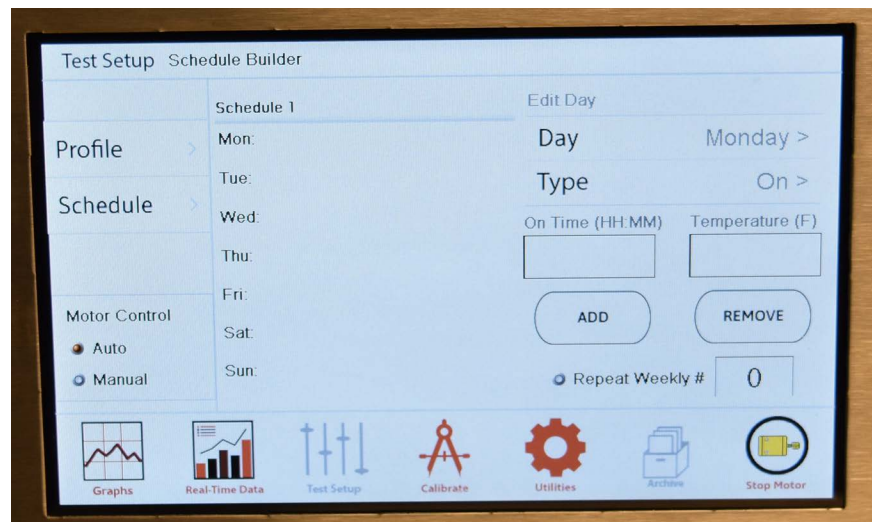 Test Setup Schedule Builder
Profile >
Schedule >
Motor Control
Auto
Manual
Schedule 1
Mon:
Tue:
Wed:
Thu:
Fri:
Sat:
Sun:
Edit Day
Day Monday >
Type On >
On Time (HH:MM) Temperature (F)
ADD REMOVE
Repeat Weekly # 0
Graphs Real-Time Data Test Setup Calibrate Utilities Archive Stop Motor